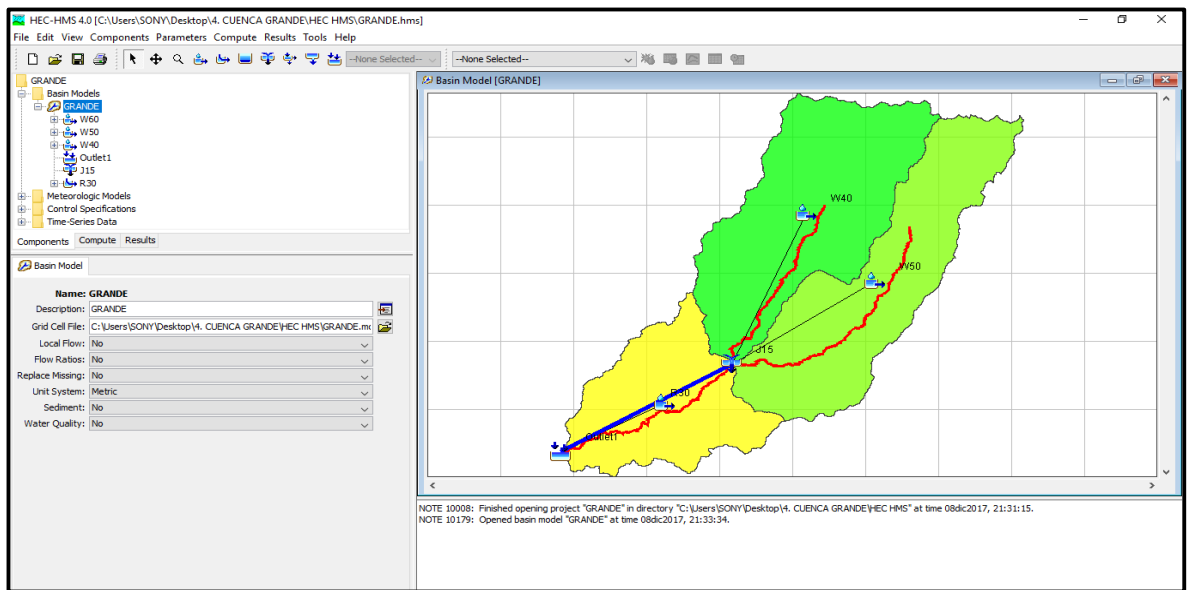 HEC-HMS 4.0 [C:\Users\SONY\Desktop\4. CUENCA GRANDE\HEC HMS\GRANDE.hms]
File Edit View Components Parameters Compute Results Tools Help
--None Selected-- --None Selected--
GRANDE
Basin Models
GRANDE
W60
W50
W40
Outlet1
J15
R30
Meteorologic Models
Control Specifications
Time-Series Data
Components Compute Results
Basin Model
Name: GRANDE
Description: GRANDE
Grid Cell File: C:\Users\SONY\Desktop\4. CUENCA GRANDE\HEC HMS\GRANDE.mo
Local Flow: No
Flow Ratios: No
Replace Missing: No
Unit System: Metric
Sediment: No
Water Quality: No
Basin Model [GRANDE]
W40
W50
J15
R30
Outlet1
NOTE 10008: Finished opening project "GRANDE" in directory "C:\Users\SONY\Desktop\4. CUENCA GRANDE\HEC HMS" at time 08dic2017, 21:31:15.
NOTE 10179: Opened basin model "GRANDE" at time 08dic2017, 21:33:34.